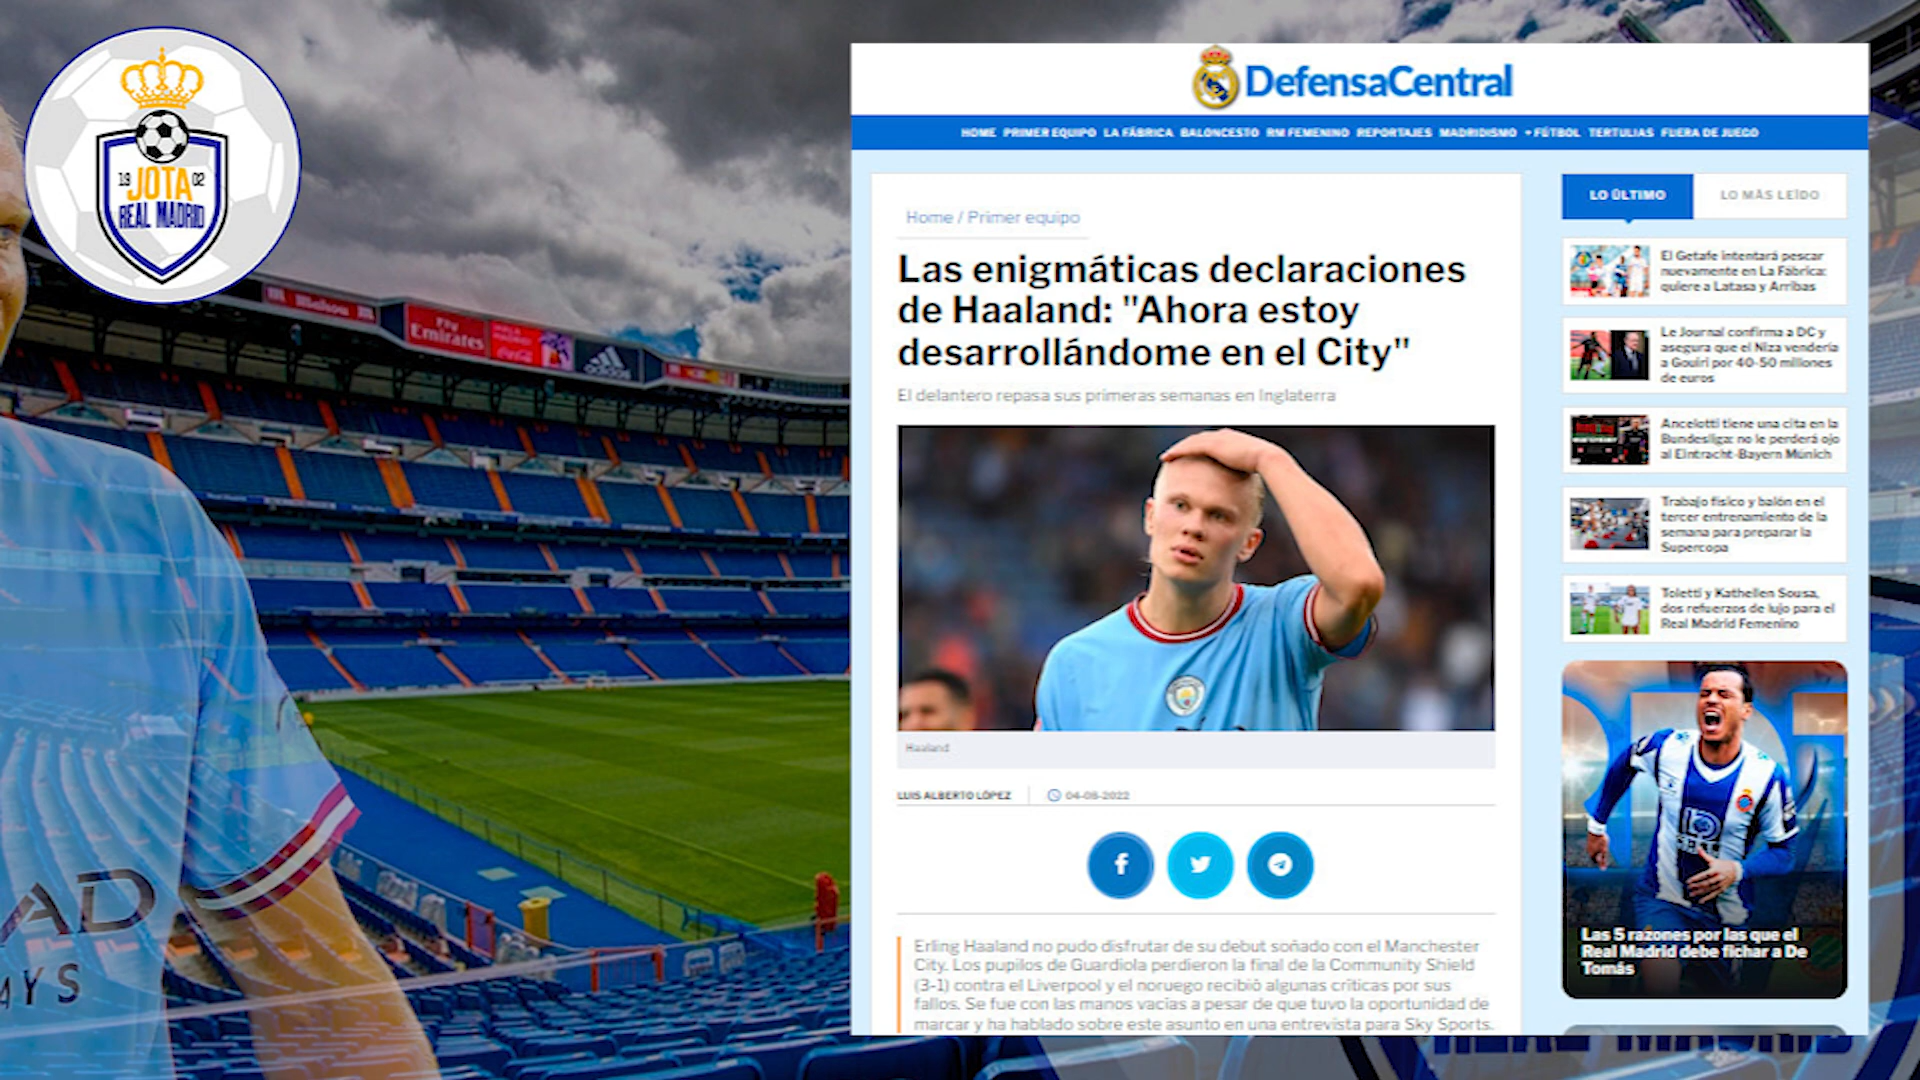 19 JOTA 02
REAL MADRID
Fly
Emirates
adidas
AD
AYS
DefensaCentral
HOME PRIMER EQUIPO LA FÁBRICA BALONCESTO RM FEMENINO REPORTAJES MADRIDISMO FÚTBOL TERTULIAS FUERA DE JUEGO
Home / Primer equipo
Las enigmáticas declaraciones
de Haaland: "Ahora estoy
desarrollándome en el City"
El delantero repasa sus primeras semanas en Inglaterra
Haaland
LUIS ALBERTO LÓPEZ
04-08-2022
Erling Haaland no pudo disfrutar de su debut soñado con el Manchester
City. Los pupilos de Guardiola perdieron la final de la Community Shield
(3-1) contra el Liverpool y el noruego recibió algunas críticas por sus
fallos. Se fue con las manos vacías a pesar de que tuvo la oportunidad de
marcar y ha hablado sobre este asunto en una entrevista para Sky Sports.
LO ÚLTIMO
LO MÁS LEÍDO
El Getafe intentará pescar
nuevamente en La Fábrica:
quiere a Latasa y Arribas
Le Journal confirma a DC y
asegura que el Niza vendería
a Gouiri por 40-50 millones
de euros
Ancelotti tiene una cita en la
Bundesliga: no le perderá ojo
al Eintracht-Bayern Múnich
Trabajo físico y balón en el
tercer entrenamiento de la
semana para preparar la
Supercopa
Toletti y Kathellen Sousa,
dos refuerzos de lujo para el
Real Madrid Femenino
Las 5 razones por las que el
Real Madrid debe fichar a De
Tomás
REAL MADRID